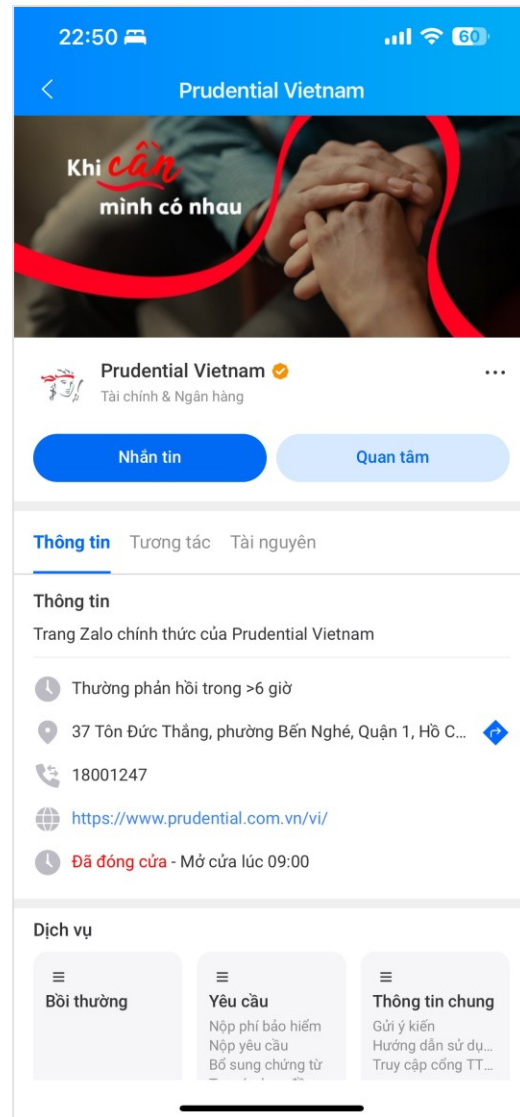 22:50
60
Prudential Vietnam
Khi cần
mình có nhau
Prudential Vietnam
Tài chính & Ngân hàng
Nhắn tin
Quan tâm
Thông tin Tương tác Tài nguyên
Thông tin
Trang Zalo chính thức của Prudential Vietnam
Thường phản hồi trong >6 giờ
37 Tôn Đức Thắng, phường Bến Nghé, Quận 1, Hồ C...
18001247
https://www.prudential.com.vn/vi/
Đã đóng cửa - Mở cửa lúc 09:00
Dịch vụ
Bồi thường
Yêu cầu
Nộp phí bảo hiểm
Nộp yêu cầu
Bổ sung chứng từ
Thông tin chung
Gửi ý kiến
Hướng dẫn sử dụ...
Truy cập cổng TT...